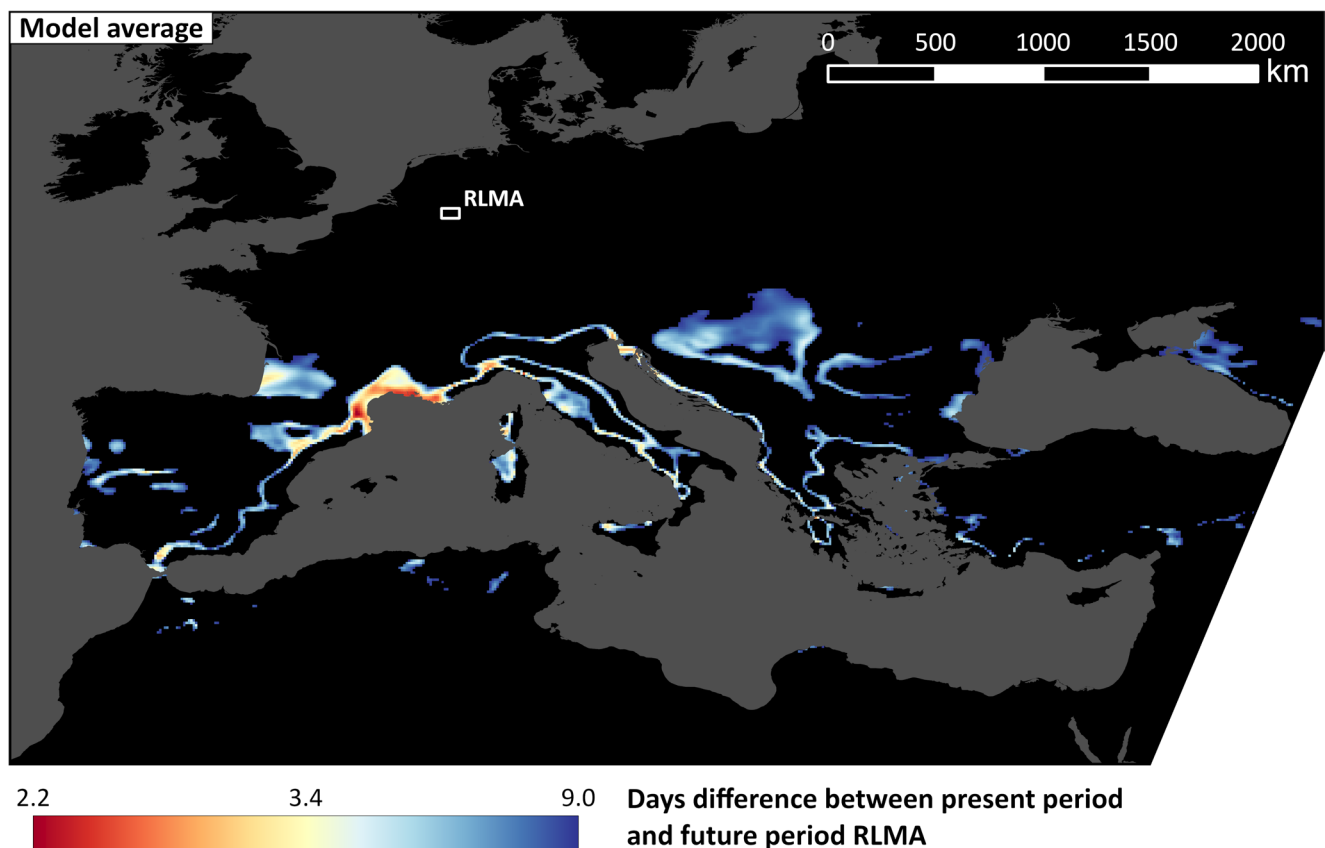 Model average
0 500 1000 1500 2000
km
RLMA
2.2 3.4 9.0
Days difference between present period
and future period RLMA